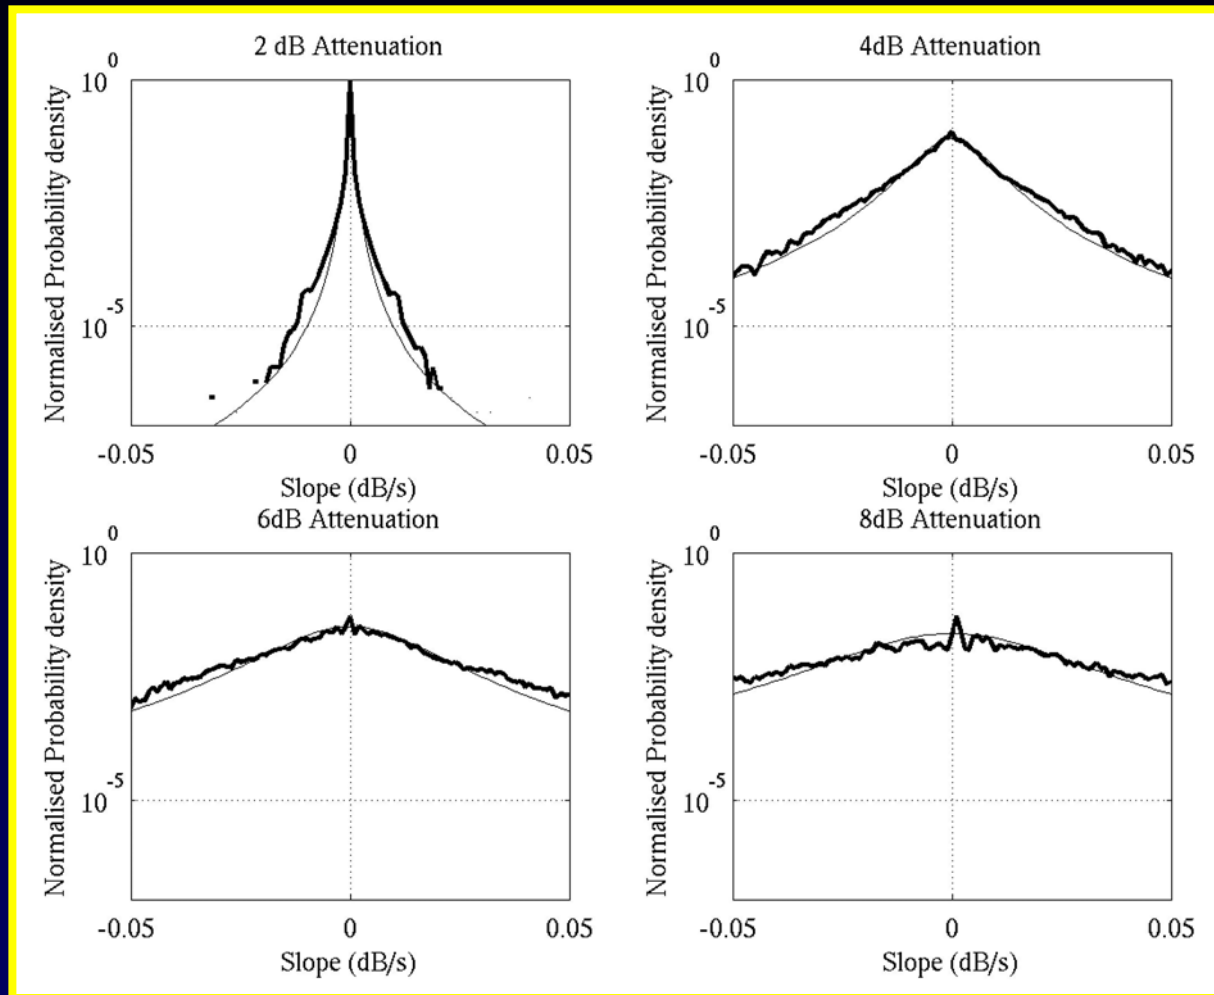 2 dB Attenuation
Normalised Probability density
10^0
10^-5
-0.05 0 0.05
Slope (dB/s)
4dB Attenuation
Normalised Probability density
10^0
10^-5
-0.05 0 0.05
Slope (dB/s)
6dB Attenuation
Normalised Probability density
10^0
10^-5
-0.05 0 0.05
Slope (dB/s)
8dB Attenuation
Normalised Probability density
10^0
10^-5
-0.05 0 0.05
Slope (dB/s)